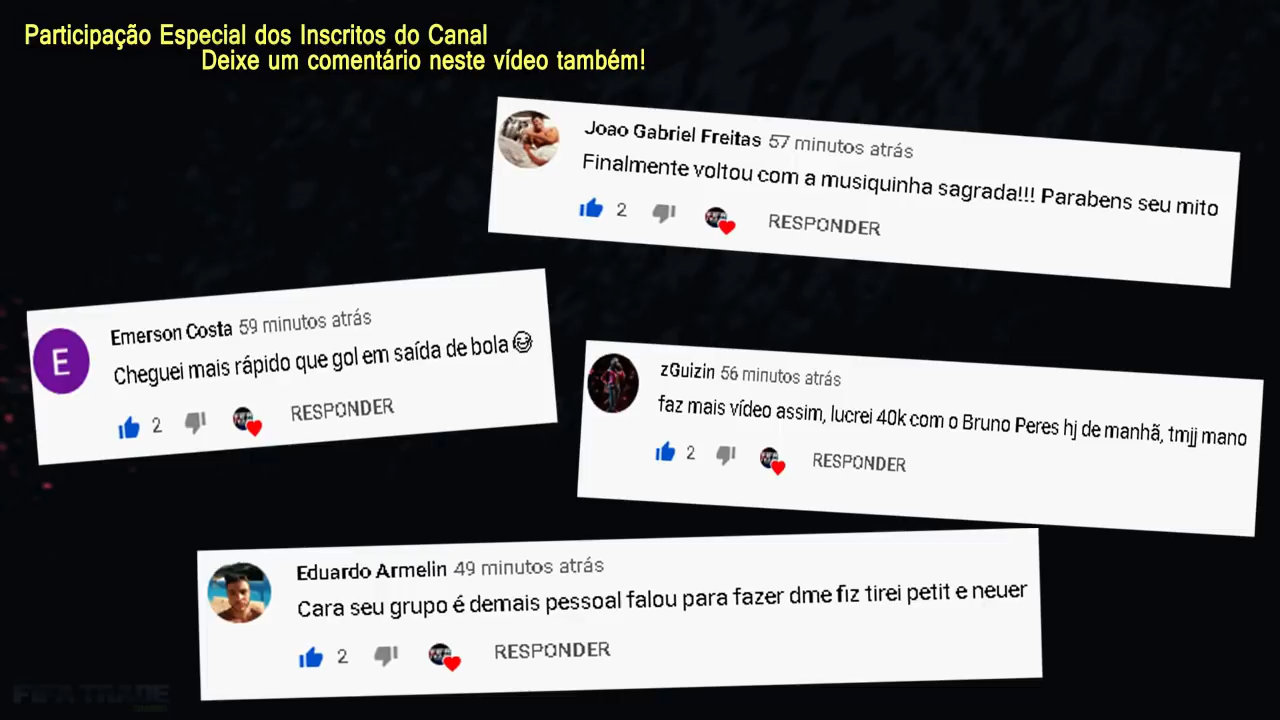 Participação Especial dos Inscritos do Canal
Deixe um comentário neste vídeo também!
Joao Gabriel Freitas 57 minutos atrás
Finalmente voltou com a musiquinha sagrada!!! Parabens seu mito
2 RESPONDER
Emerson Costa 59 minutos atrás
E
Cheguei mais rápido que gol em saída de bola 😅
2 RESPONDER
zGuizin 56 minutos atrás
faz mais vídeo assim, lucrei 40k com o Bruno Peres hj de manhã, tmjj mano
2 RESPONDER
Eduardo Armelin 49 minutos atrás
Cara seu grupo é demais pessoal falou para fazer dme fiz tirei petit e neuer
2 RESPONDER
FIFA TRADE